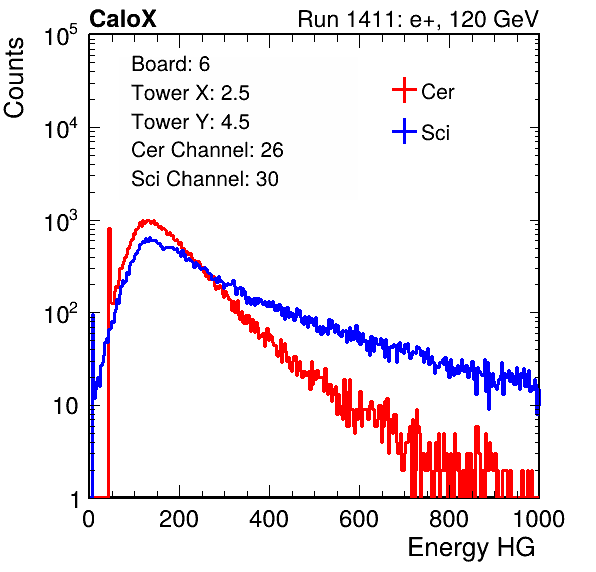 CaloX Run 1411: e+, 120 GeV
Board: 6
Tower X: 2.5
Tower Y: 4.5
Cer Channel: 26
Sci Channel: 30
Cer
Sci
Counts
10^5
10^4
10^3
10^2
10
1
0 200 400 600 800 1000
Energy HG